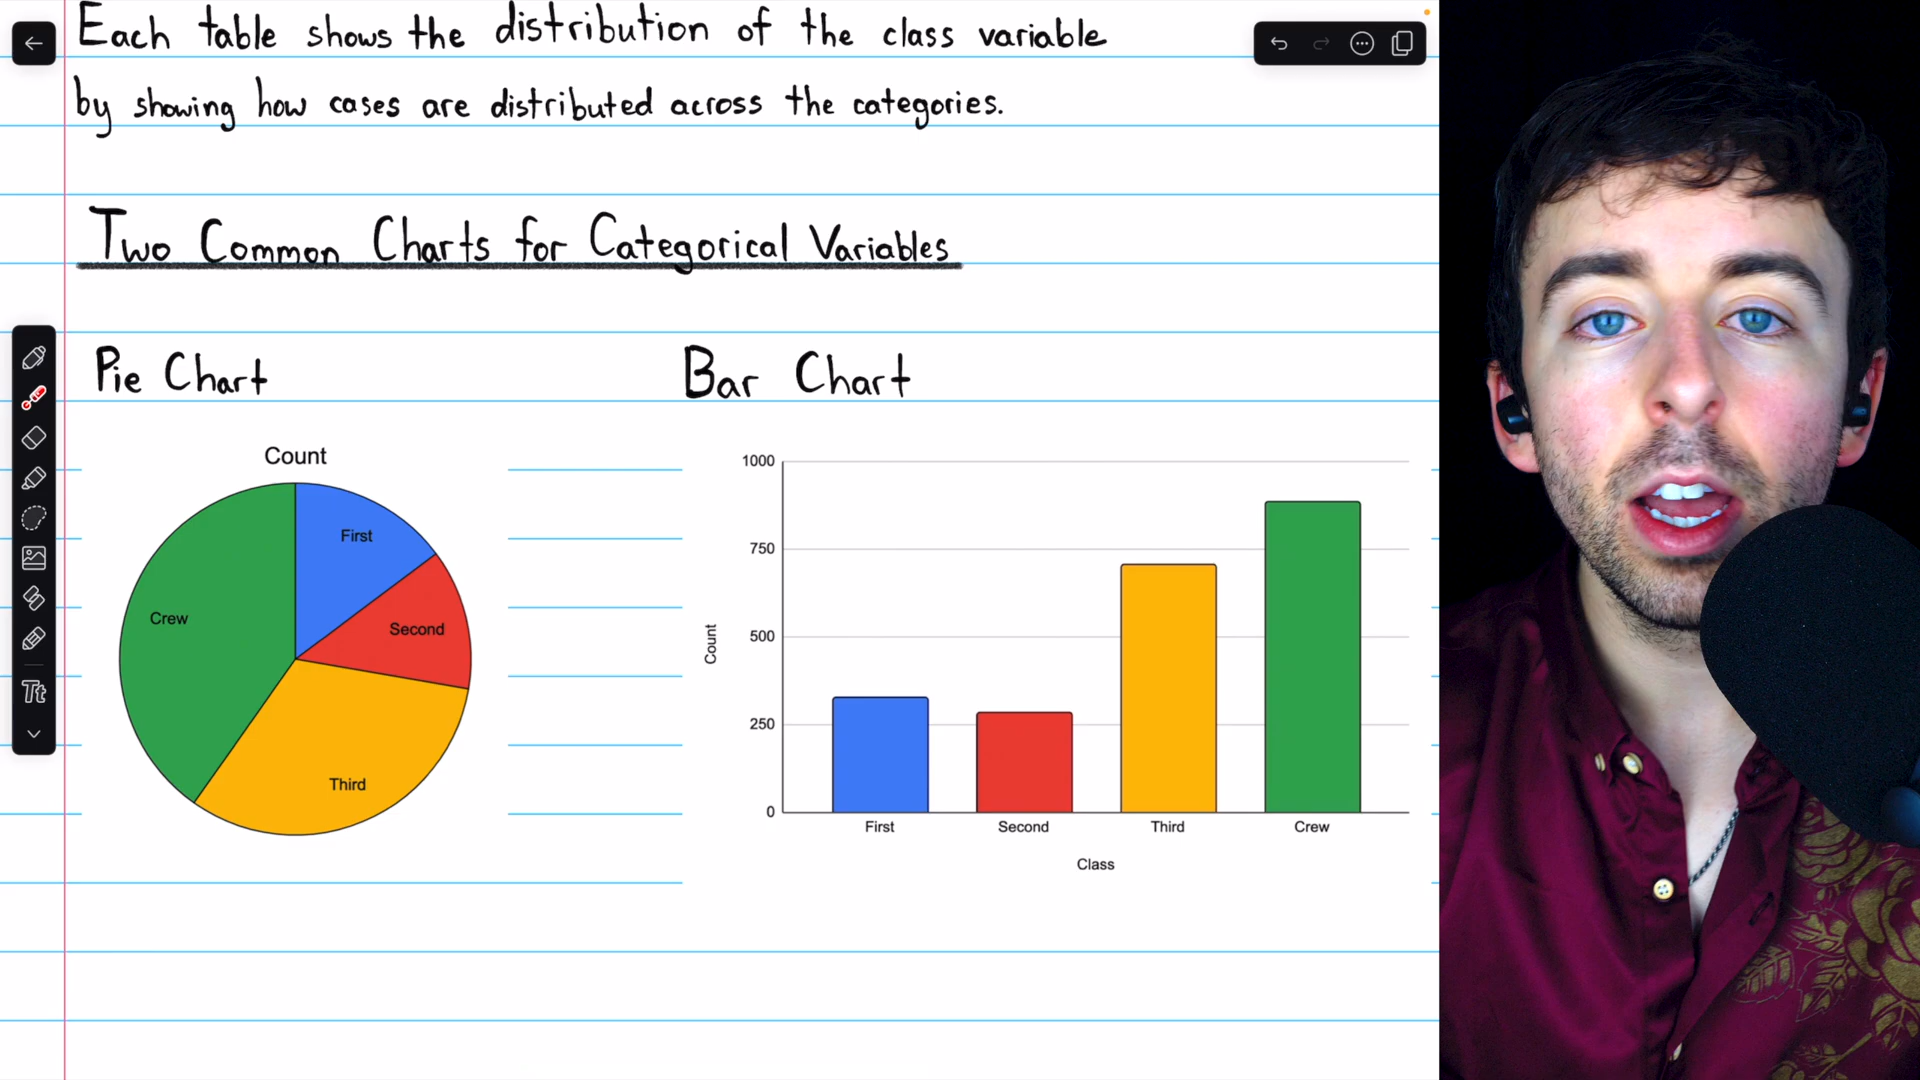 Each table shows the distribution of the class variable
by showing how cases are distributed across the categories.
Two Common Charts for Categorical Variables
Pie Chart
Count
First
Second
Third
Crew
Bar Chart
1000
750
500
250
0
Count
First Second Third Crew
Class
Tt